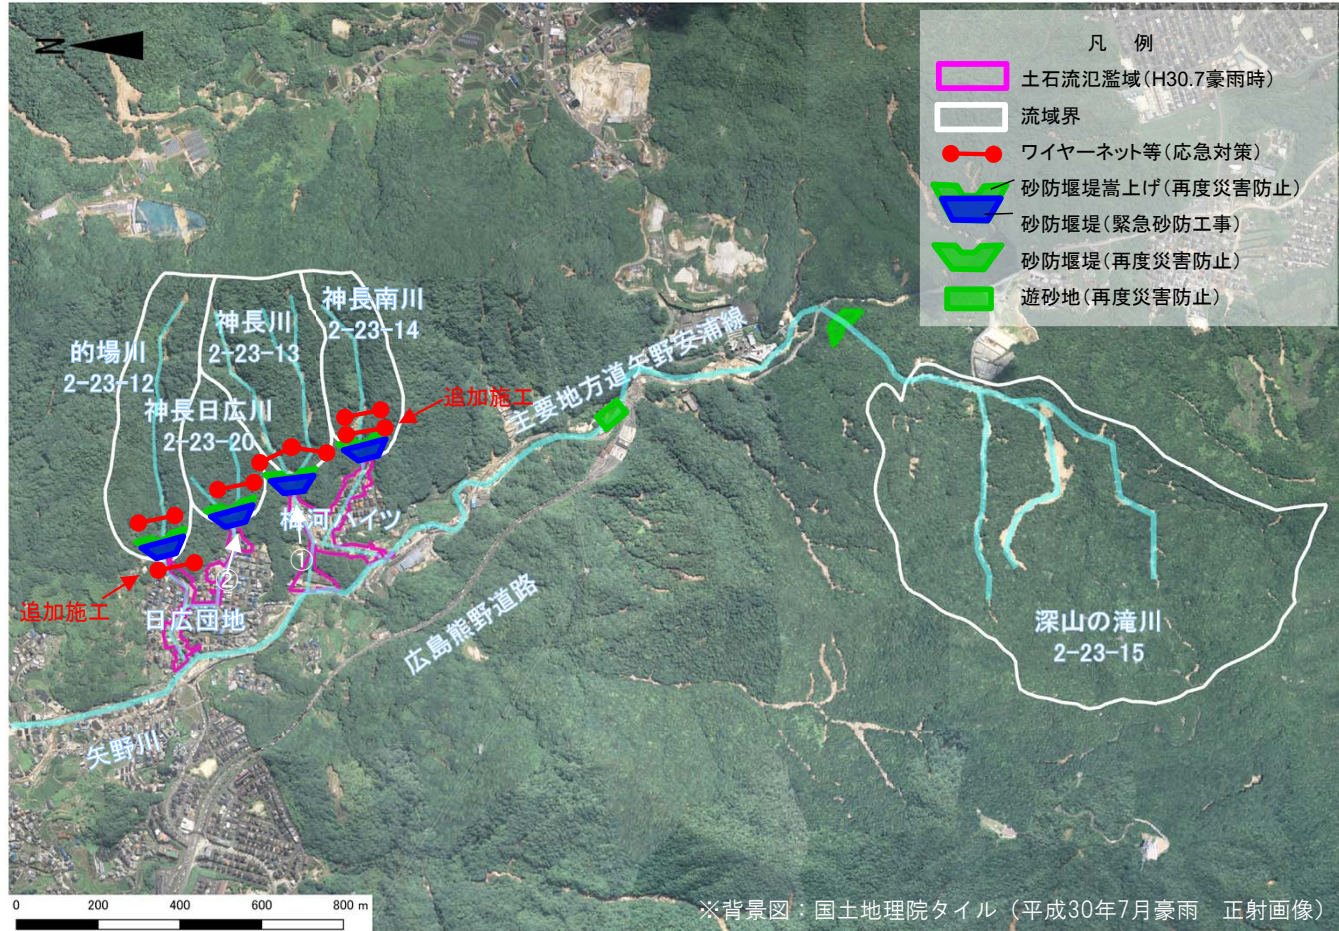 N
凡 例
土石流氾濫域(H30.7豪雨時)
流域界
ワイヤーネット等(応急対策)
砂防堰堤嵩上げ(再度災害防止)
砂防堰堤(緊急砂防工事)
砂防堰堤(再度災害防止)
遊砂地(再度災害防止)
神長南川
2-23-14
神長川
2-23-13
的場川
2-23-12
神長日広川
2-23-20
追加施工
主要地方道矢野安浦線
梅河ハイツ
①
②
追加施工
日広団地
広島熊野道路
深山の滝川
2-23-15
矢野川
0 200 400 600 800 m
※背景図：国土地理院タイル（平成30年7月豪雨 正射画像）